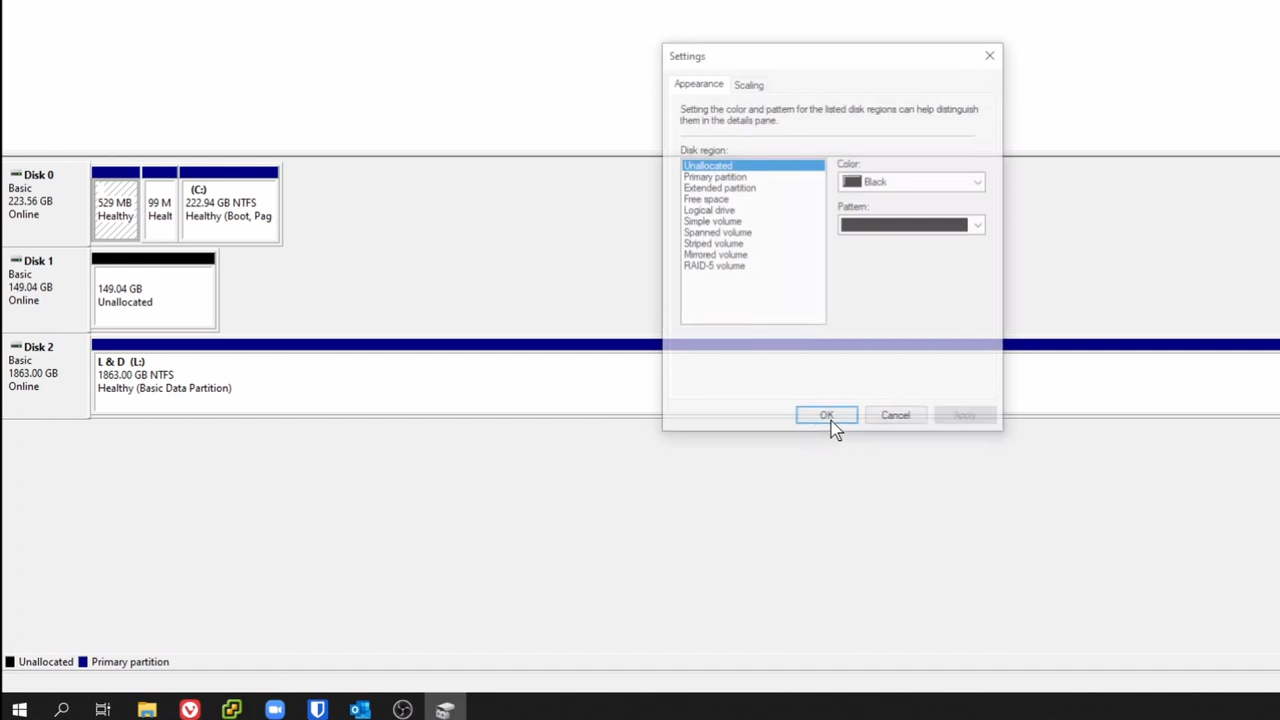 Settings
Appearance
Scaling
Setting the color and pattern for the listed disk regions can help distinguish
them in the details pane.
Disk region:
Unallocated
Primary partition
Extended partition
Free space
Logical drive
Simple volume
Spanned volume
Striped volume
Mirrored volume
RAID-5 volume
Color:
Black
Pattern:
OK
Cancel
Apply
Disk 0
Basic
223.56 GB
Online
529 MB
Healthy
99 M
Healt
(C:)
222.94 GB NTFS
Healthy (Boot, Pag
Disk 1
Basic
149.04 GB
Online
149.04 GB
Unallocated
Disk 2
Basic
1863.00 GB
Online
L & D (L:)
1863.00 GB NTFS
Healthy (Basic Data Partition)
Unallocated
Primary partition